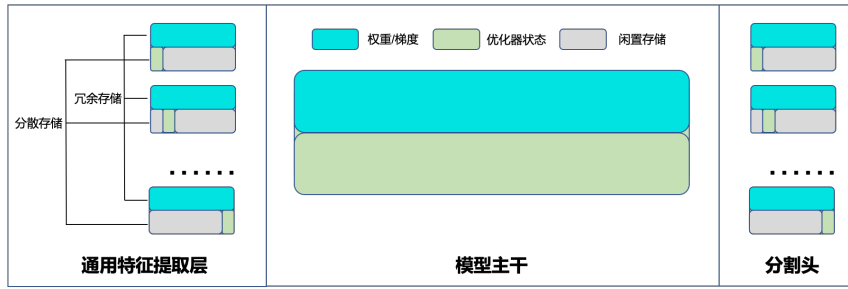 权重/梯度
优化器状态
闲置存储
冗余存储
分散存储
......
......
通用特征提取层
模型主干
分割头